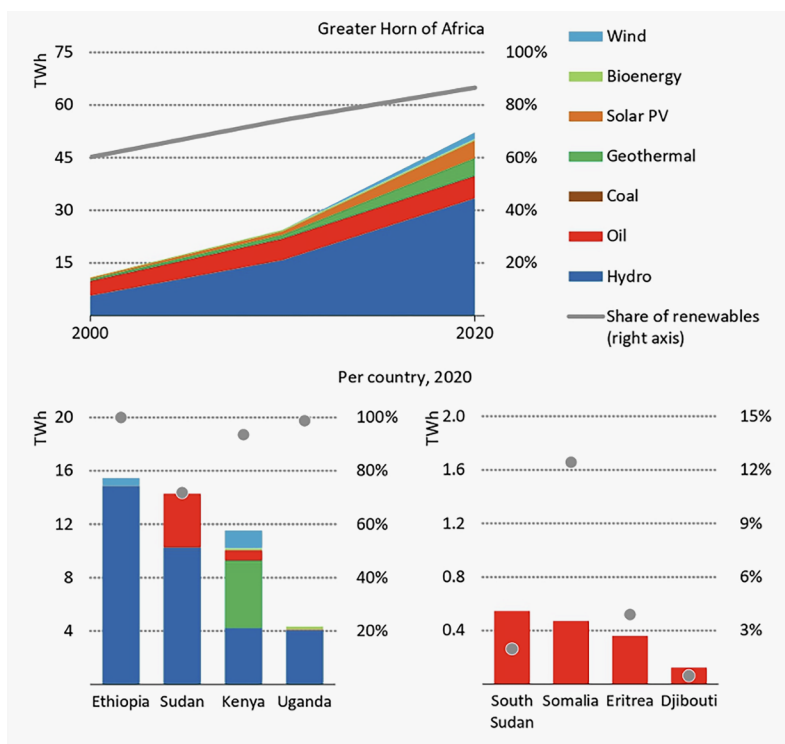 Greater Horn of Africa
TWh
75
60
45
30
15
100%
80%
60%
40%
20%
2000
2020
Wind
Bioenergy
Solar PV
Geothermal
Coal
Oil
Hydro
Share of renewables
(right axis)
Per country, 2020
TWh
20
16
12
8
4
100%
80%
60%
40%
20%
Ethiopia Sudan Kenya Uganda
TWh
2.0
1.6
1.2
0.8
0.4
15%
12%
9%
6%
3%
South Somalia Eritrea Djibouti
Sudan